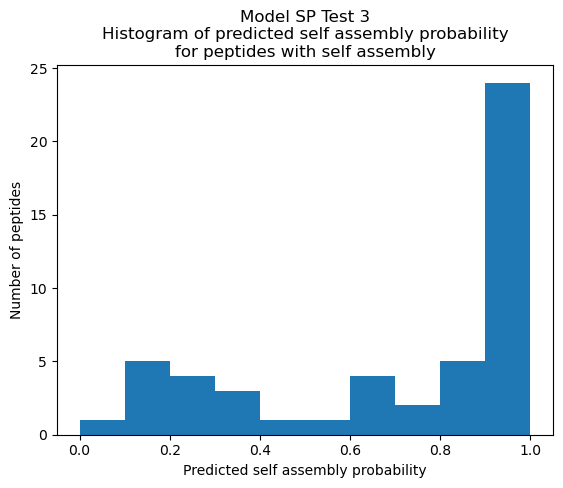 Model SP Test 3
Histogram of predicted self assembly probability
for peptides with self assembly
25
20
15
10
5
0
Number of peptides
0.0 0.2 0.4 0.6 0.8 1.0
Predicted self assembly probability